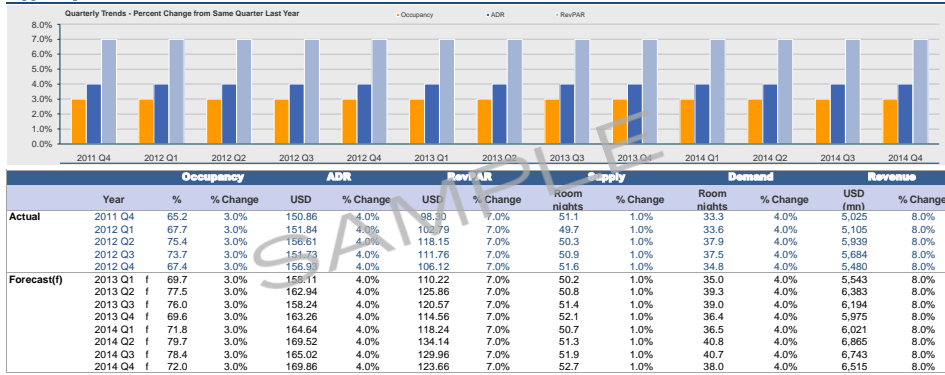 Quarterly Trends - Percent Change from Same Quarter Last Year Occupancy ADR RevPAR
8.0%
7.0%
6.0%
5.0%
4.0%
3.0%
2.0%
1.0%
0.0%
2011 Q4 2012 Q1 2012 Q2 2012 Q3 2012 Q4 2013 Q1 2013 Q2 2013 Q3 2013 Q4 2014 Q1 2014 Q2 2014 Q3 2014 Q4
SAMPLE
Occupancy ADR RevPAR Supply Demand Revenue
Year % % Change USD % Change USD % Change Room nights % Change Room nights % Change USD (mn) % Change
Actual 2011 Q4 65.2 3.0% 150.86 4.0% 98.30 7.0% 51.1 1.0% 33.3 4.0% 5,025 8.0%
2012 Q1 67.7 3.0% 151.84 4.0% 102.79 7.0% 49.7 1.0% 33.6 4.0% 5,105 8.0%
2012 Q2 75.4 3.0% 156.61 4.0% 118.15 7.0% 50.3 1.0% 37.9 4.0% 5,939 8.0%
2012 Q3 73.7 3.0% 151.73 4.0% 111.76 7.0% 50.9 1.0% 37.5 4.0% 5,684 8.0%
2012 Q4 67.4 3.0% 156.93 4.0% 106.12 7.0% 51.6 1.0% 34.8 4.0% 5,480 8.0%
Forecast(f) 2013 Q1 f 69.7 3.0% 158.11 4.0% 110.22 7.0% 50.2 1.0% 35.0 4.0% 5,543 8.0%
2013 Q2 f 77.5 3.0% 162.94 4.0% 125.86 7.0% 50.8 1.0% 39.3 4.0% 6,383 8.0%
2013 Q3 f 76.0 3.0% 158.24 4.0% 120.57 7.0% 51.4 1.0% 39.0 4.0% 6,194 8.0%
2013 Q4 f 69.6 3.0% 163.26 4.0% 114.56 7.0% 52.1 1.0% 36.4 4.0% 5,975 8.0%
2014 Q1 f 71.8 3.0% 164.64 4.0% 118.24 7.0% 50.7 1.0% 36.5 4.0% 6,021 8.0%
2014 Q2 f 79.7 3.0% 169.52 4.0% 134.14 7.0% 51.3 1.0% 40.8 4.0% 6,865 8.0%
2014 Q3 f 78.4 3.0% 165.02 4.0% 129.96 7.0% 51.9 1.0% 40.7 4.0% 6,743 8.0%
2014 Q4 f 72.0 3.0% 169.86 4.0% 123.66 7.0% 52.7 1.0% 38.0 4.0% 6,515 8.0%